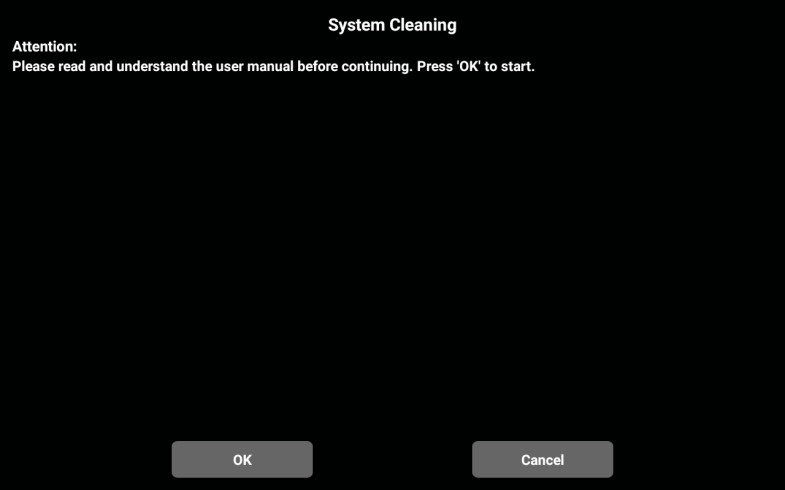 System Cleaning
Attention:
Please read and understand the user manual before continuing. Press 'OK' to start.
OK
Cancel